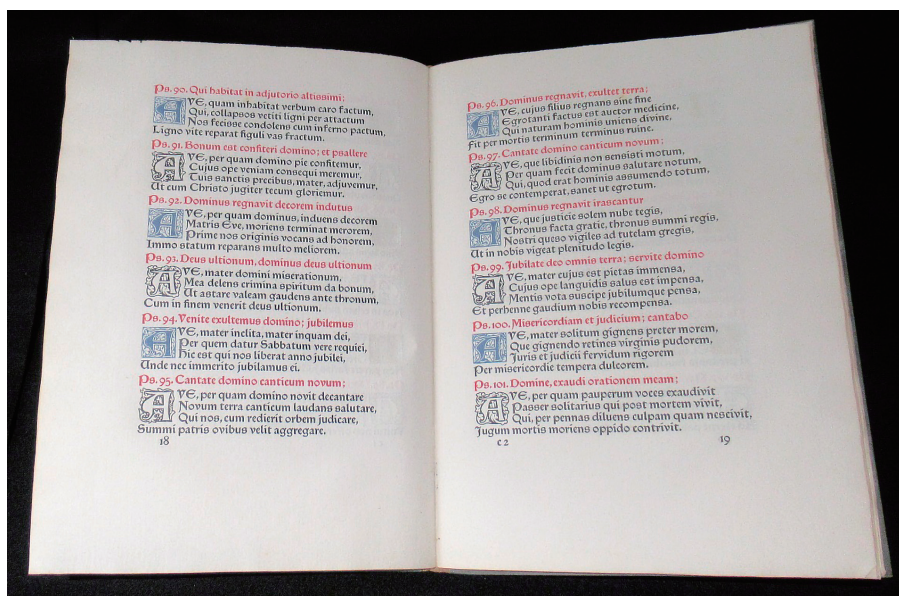 Ps. 90. Qui habitat in adjutorio altissimi;
AVE, quam inhabitat verbum caro factum,
Qui, collapsos vetiti ligni per attactum
Nos fecisse condolens cum inferno pactum,
Ligno vite reparat figuli vas fractum.
Ps. 91. Bonum est confiteri domino; et psallere
AVE, per quam domino pie confitemur,
Cujus ope veniam consequi meremur,
Cuis sanctis precibus, mater, adjuvemur,
Ut cum Christo jugiter tecum gloriemur.
Ps. 92. Dominus regnavit decorem indutus
AVE, per quam dominus, induens decorem
Matris Eve, moriens terminat merorem,
Prime nos originis vocans ad honorem,
Immo statum reparans multo meliorem.
Ps. 93. Deus ultionum, dominus deus ultionum
AVE, mater domini miserationum,
Mea delens crimina spiritum da bonum,
Ut astare valeam gaudens ante thronum,
Cum in finem venerit deus ultionum.
Ps. 94. Venite exultemus domino; jubilemus
AVE, mater inclita, mater inquam dei,
Per quem datur Sabbatum vere requiei,
Hic est qui nos liberat anno jubilei,
Unde nec immerito jubilamus ei.
Ps. 95. Cantate domino canticum novum;
AVE, per quam domino novit decantare
Novum terra canticum laudans salutare,
Qui nos, cum redierit orbem judicare,
Summi patris ovibus velit aggregare.
18
Ps. 96. Dominus regnavit, exultet terra;
AVE, cujus filius regnans sine fine
Egrotanti factus est auctor medicine,
Qui naturam hominis uniens divine,
Fit per mortis terminum terminus ruine.
Ps. 97. Cantate domino canticum novum;
AVE, que libidinis non sensisti motum,
Per quam fecit dominus salutare notum,
Qui, quod erat hominis assumendo totum,
Egro se contemperat, sanct ut egrotum.
Ps. 98. Dominus regnavit irascantur
AVE, que justicie solem nube tegis,
Thronus facta gratie, thronus summi regis,
Nostri queso vigiles ad tutelam gregis,
Ut in nobis vigeat plenitudo legis.
Ps. 99. Jubilate deo omnis terra; servite domino
AVE, mater cujus est pietas immensa,
Cujus ope languidis salus est impensa,
Mentis vota suscipe jubilumque pensa,
Et perhenne gaudium nobis recompensa.
Ps. 100. Misericordiam et judicium; cantabo
AVE, mater solitum gignens preter morem,
Que gignendo retines virginis pudorem,
Juris et judicii fervidum rigorem
Per misericordie tempera dulcorem.
Ps. 101. Domine, exaudi orationem meam;
AVE, per quam pauperum voces exaudivit
Passer solitarius qui post mortem vivit,
Qui, per pennas diluens culpam quam nescivit,
Jugum mortis moriens oppido contrivit.
c 2
19